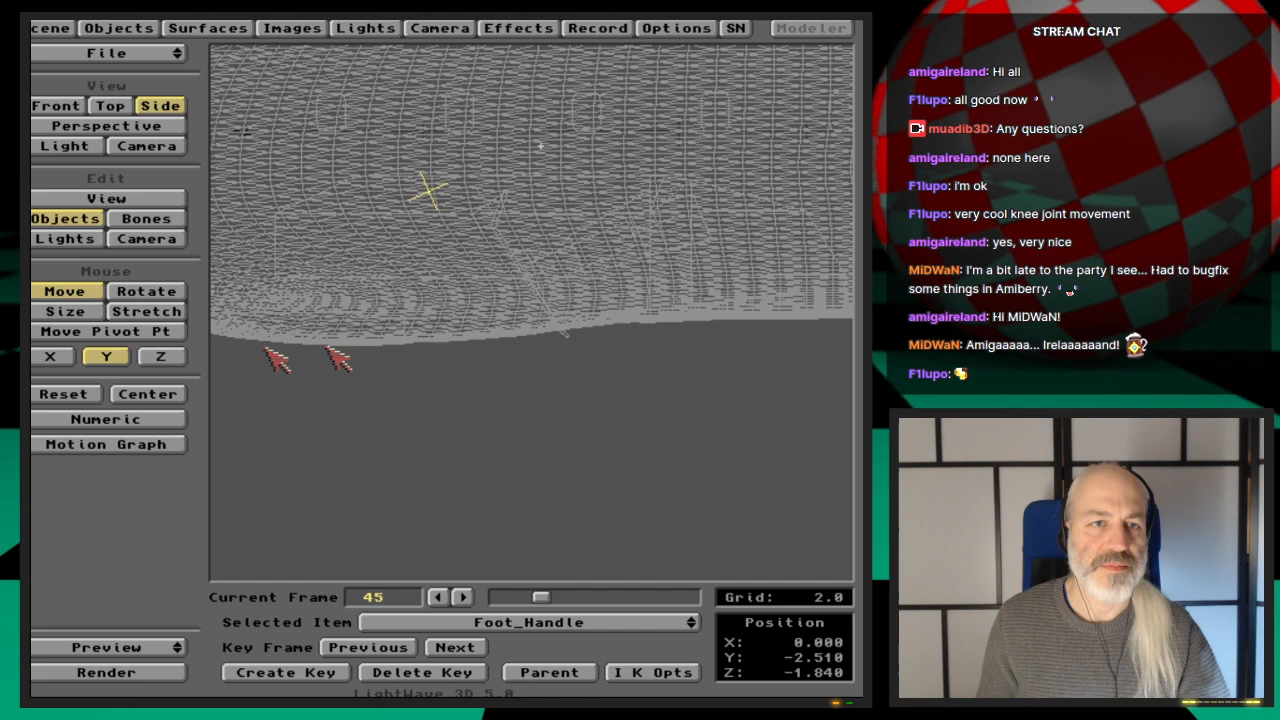 cene Objects Surfaces Images Lights Camera Effects Record Options SN Modeler
File
View
Front Top Side
Perspective
Light Camera
Edit
View
Objects Bones
Lights Camera
Mouse
Move Rotate
Size Stretch
Move Pivot Pt
X Y Z
Reset Center
Numeric
Motion Graph
Preview
Render
Current Frame 45
Selected Item Foot_Handle
Key Frame Previous Next
Create Key Delete Key Parent I K Opts
LightWave 3D 5.0
Grid: 2.0
Position
X: 0.000
Y: -2.510
Z: -1.840
STREAM CHAT
amigaireland: Hi all
F1lupo: all good now
muadib3D: Any questions?
amigaireland: none here
F1lupo: i'm ok
F1lupo: very cool knee joint movement
amigaireland: yes, very nice
MiDWaN: I'm a bit late to the party I see... Had to bugfix
some things in Amiberry.
amigaireland: Hi MiDWaN!
MiDWaN: Amigaaaaa... Irelaaaaand!
F1lupo: